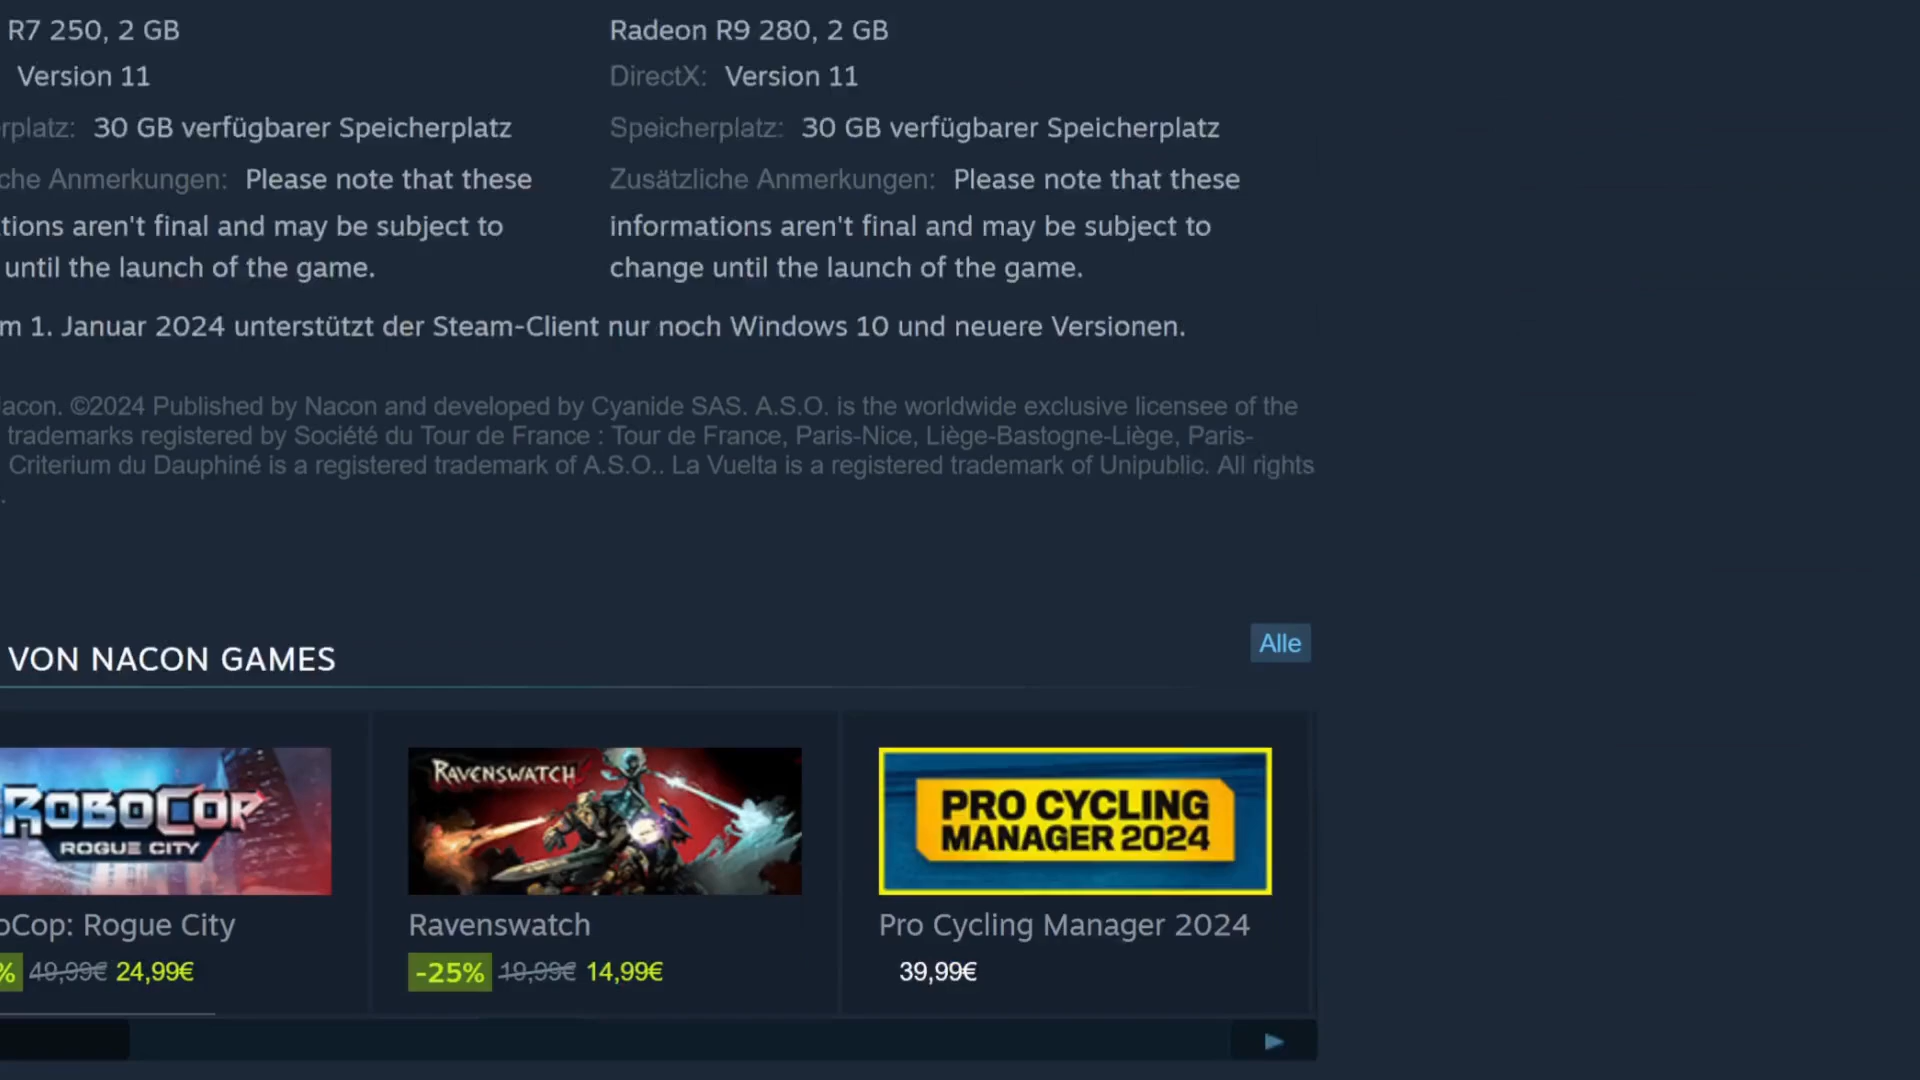 R7 250, 2 GB
Version 11
rplatz: 30 GB verfügbarer Speicherplatz
che Anmerkungen: Please note that these
tions aren't final and may be subject to
until the launch of the game.
Radeon R9 280, 2 GB
DirectX: Version 11
Speicherplatz: 30 GB verfügbarer Speicherplatz
Zusätzliche Anmerkungen: Please note that these
informations aren't final and may be subject to
change until the launch of the game.
m 1. Januar 2024 unterstützt der Steam-Client nur noch Windows 10 und neuere Versionen.
acon. ©2024 Published by Nacon and developed by Cyanide SAS. A.S.O. is the worldwide exclusive licensee of the
trademarks registered by Société du Tour de France : Tour de France, Paris-Nice, Liège-Bastogne-Liège, Paris-
Criterium du Dauphiné is a registered trademark of A.S.O.. La Vuelta is a registered trademark of Unipublic. All rights
.
VON NACON GAMES
Alle
ROBOCOP
ROGUE CITY
oCop: Rogue City
% 49,99€ 24,99€
RAVENSWATCH
Ravenswatch
-25% 19,99€ 14,99€
PRO CYCLING
MANAGER 2024
Pro Cycling Manager 2024
39,99€